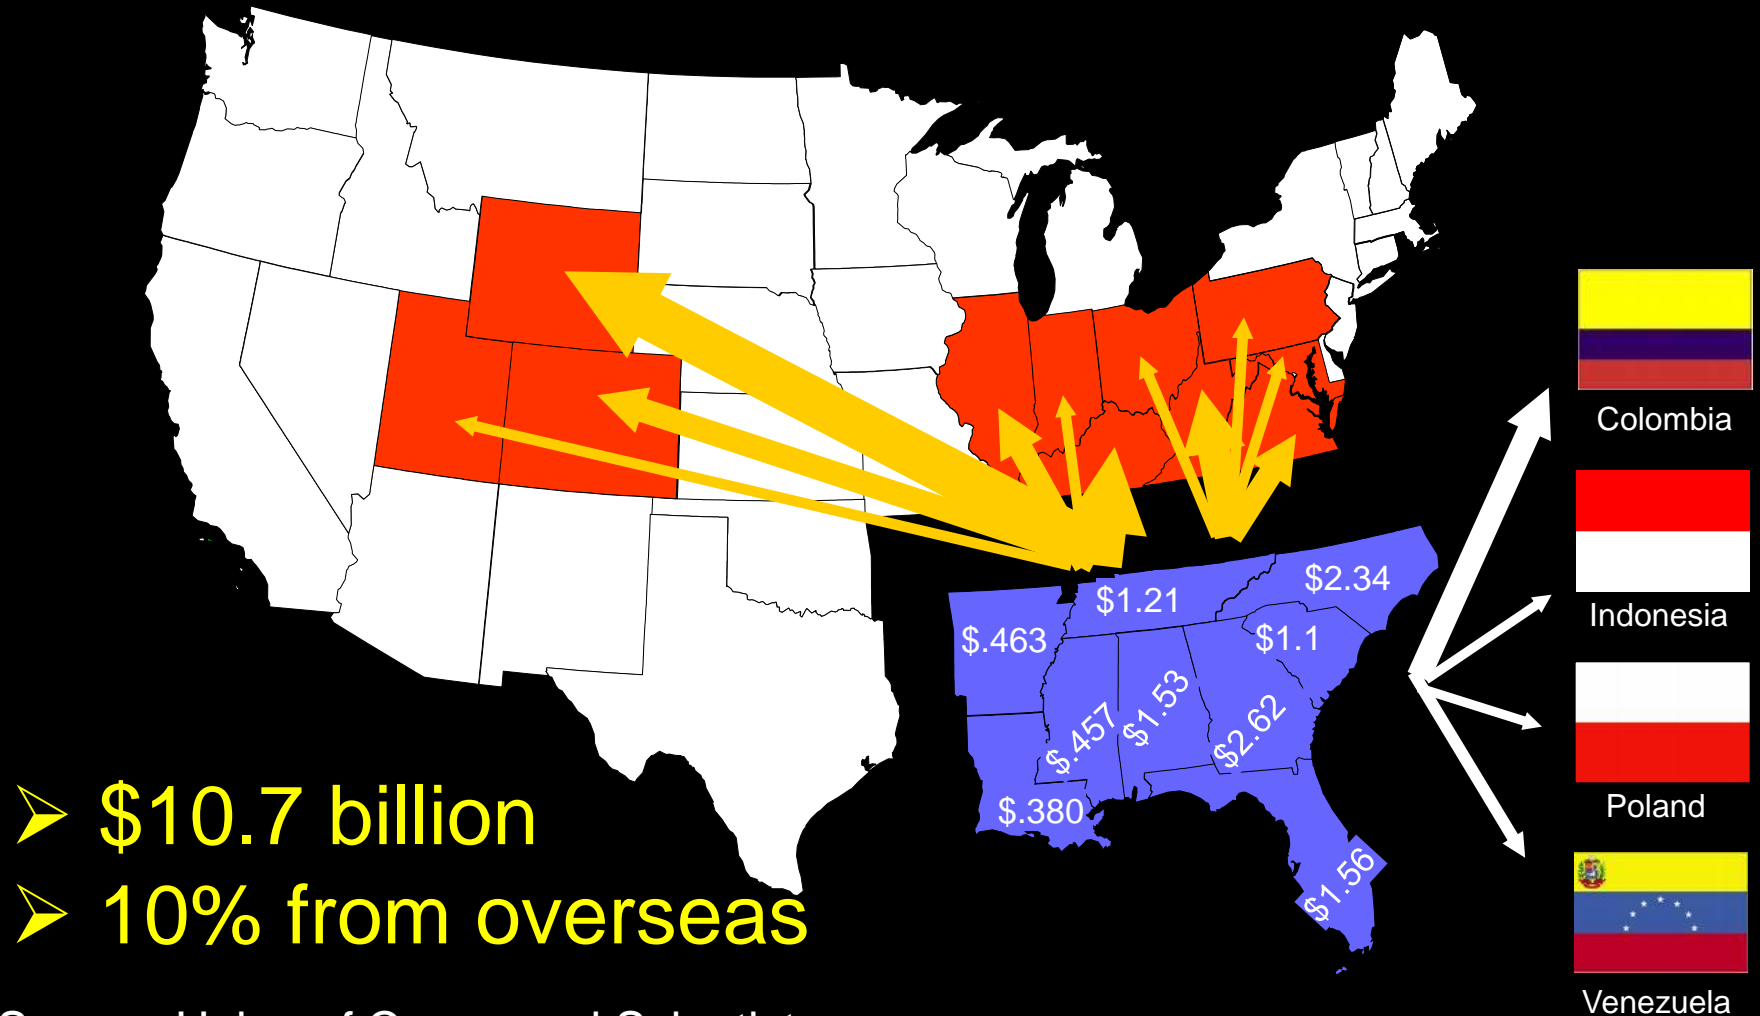 $2.34
$1.21
$1.1
$.463
$.457
$1.53
$2.62
$.380
$1.56
Colombia
Indonesia
Poland
Venezuela
➢ $10.7 billion
➢ 10% from overseas